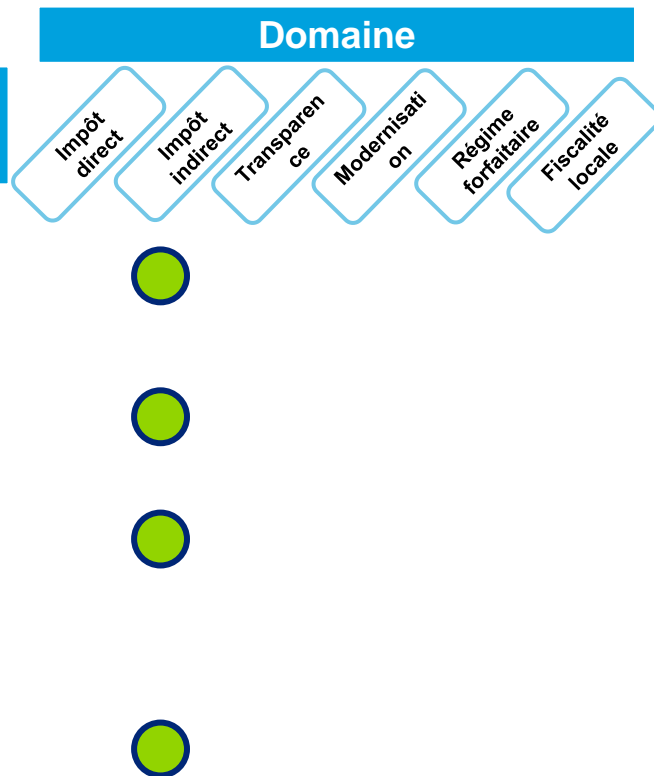 Domaine
Impôt
direct
Impôt
indirect
Transparen
ce
Modernisati
on
Régime
forfaitaire
Fiscalité
locale